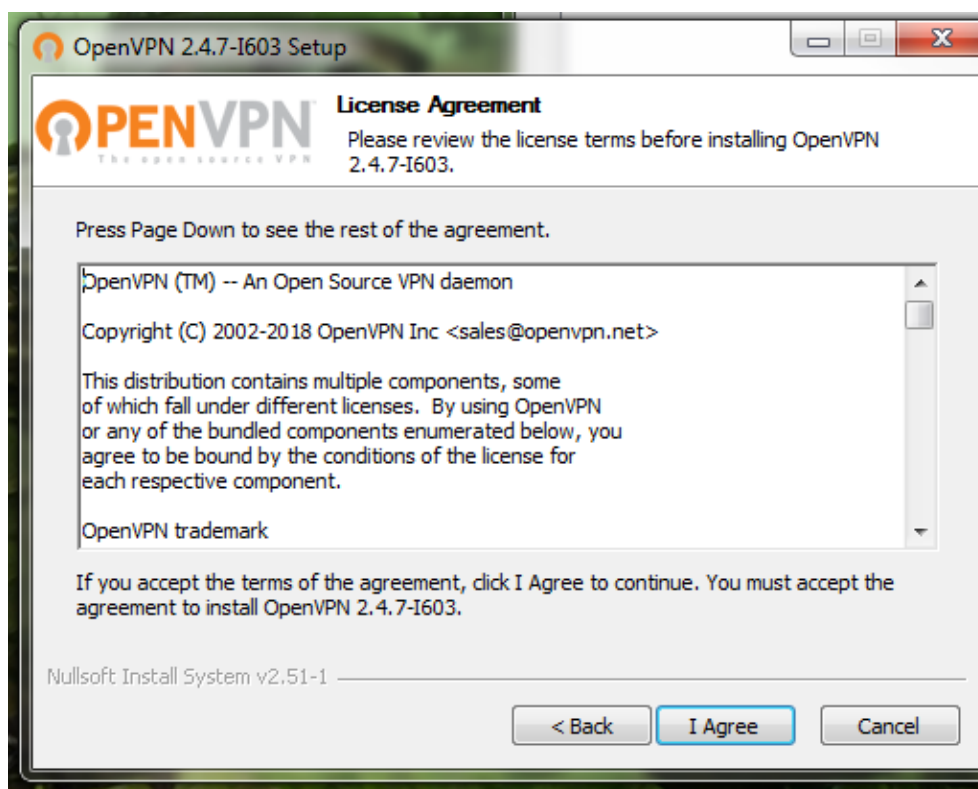 OpenVPN 2.4.7-I603 Setup
OPENVPN
The open source VPN
License Agreement
Please review the license terms before installing OpenVPN
2.4.7-I603.
Press Page Down to see the rest of the agreement.
OpenVPN (TM) -- An Open Source VPN daemon
Copyright (C) 2002-2018 OpenVPN Inc <sales@openvpn.net>
This distribution contains multiple components, some
of which fall under different licenses.  By using OpenVPN
or any of the bundled components enumerated below, you
agree to be bound by the conditions of the license for
each respective component.
OpenVPN trademark
If you accept the terms of the agreement, click I Agree to continue. You must accept the
agreement to install OpenVPN 2.4.7-I603.
Nullsoft Install System v2.51-1
< Back I Agree Cancel